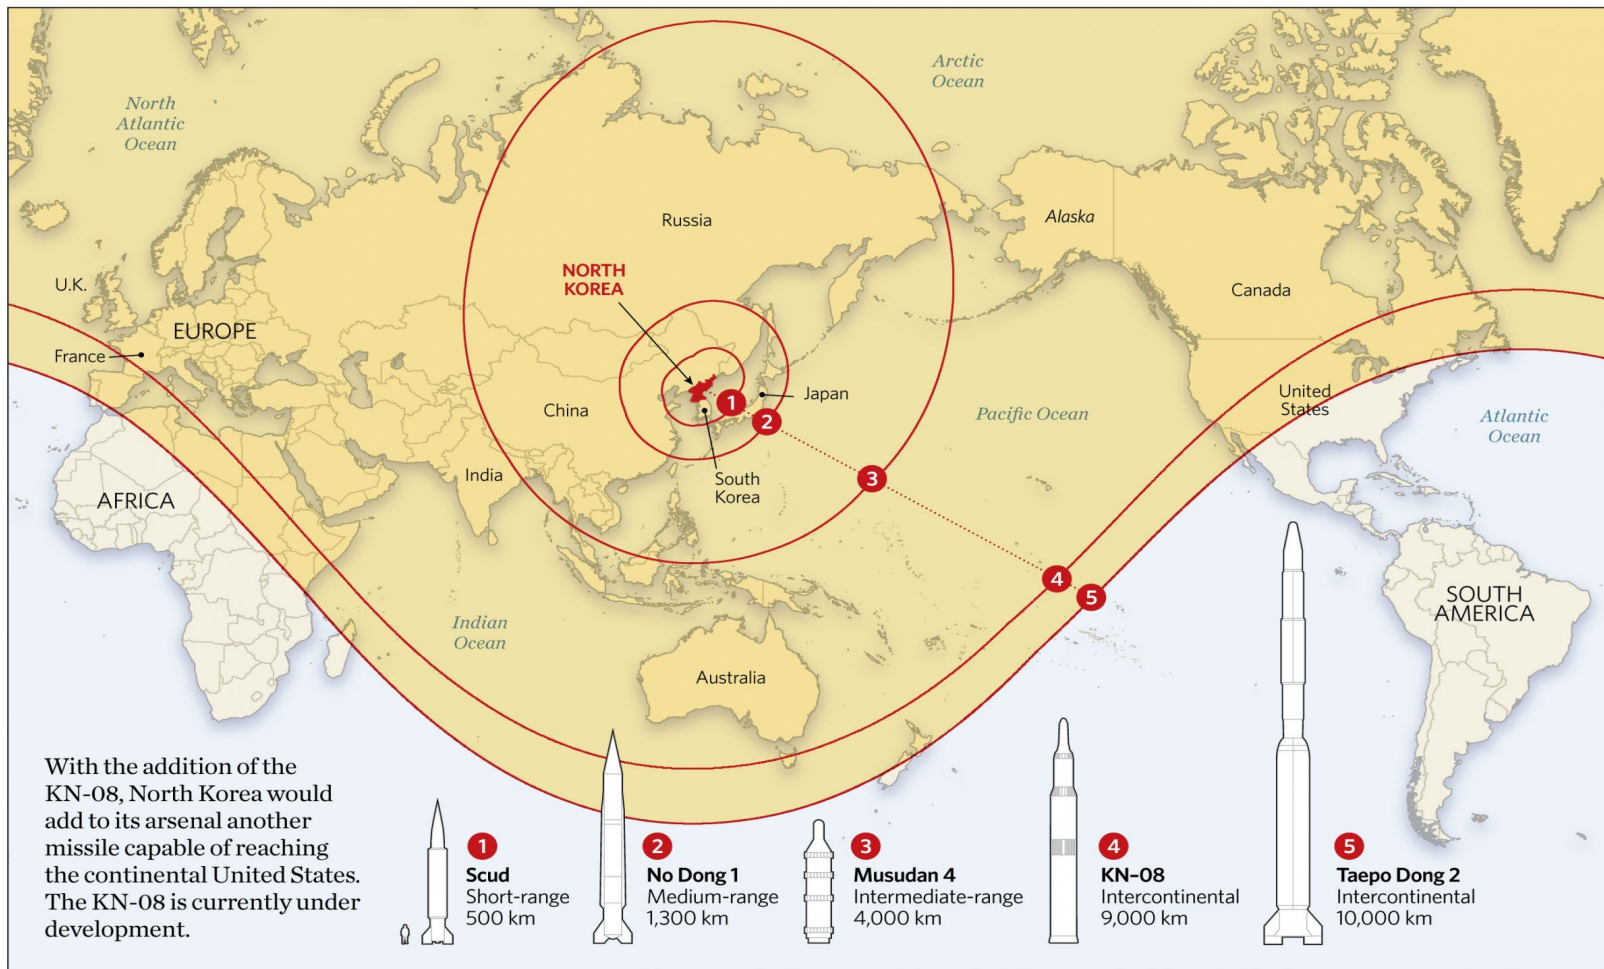 Arctic
Ocean
North
Atlantic
Ocean
Russia
Alaska
NORTH
KOREA
U.K.
Canada
EUROPE
France
China
Japan
United
States
Pacific Ocean
Atlantic
Ocean
1
2
India
South
Korea
3
AFRICA
4
5
SOUTH
AMERICA
Indian
Ocean
Australia
With the addition of the
KN-08, North Korea would
add to its arsenal another
missile capable of reaching
the continental United States.
The KN-08 is currently under
development.
1
Scud
Short-range
500 km
2
No Dong 1
Medium-range
1,300 km
3
Musudan 4
Intermediate-range
4,000 km
4
KN-08
Intercontinental
9,000 km
5
Taepo Dong 2
Intercontinental
10,000 km